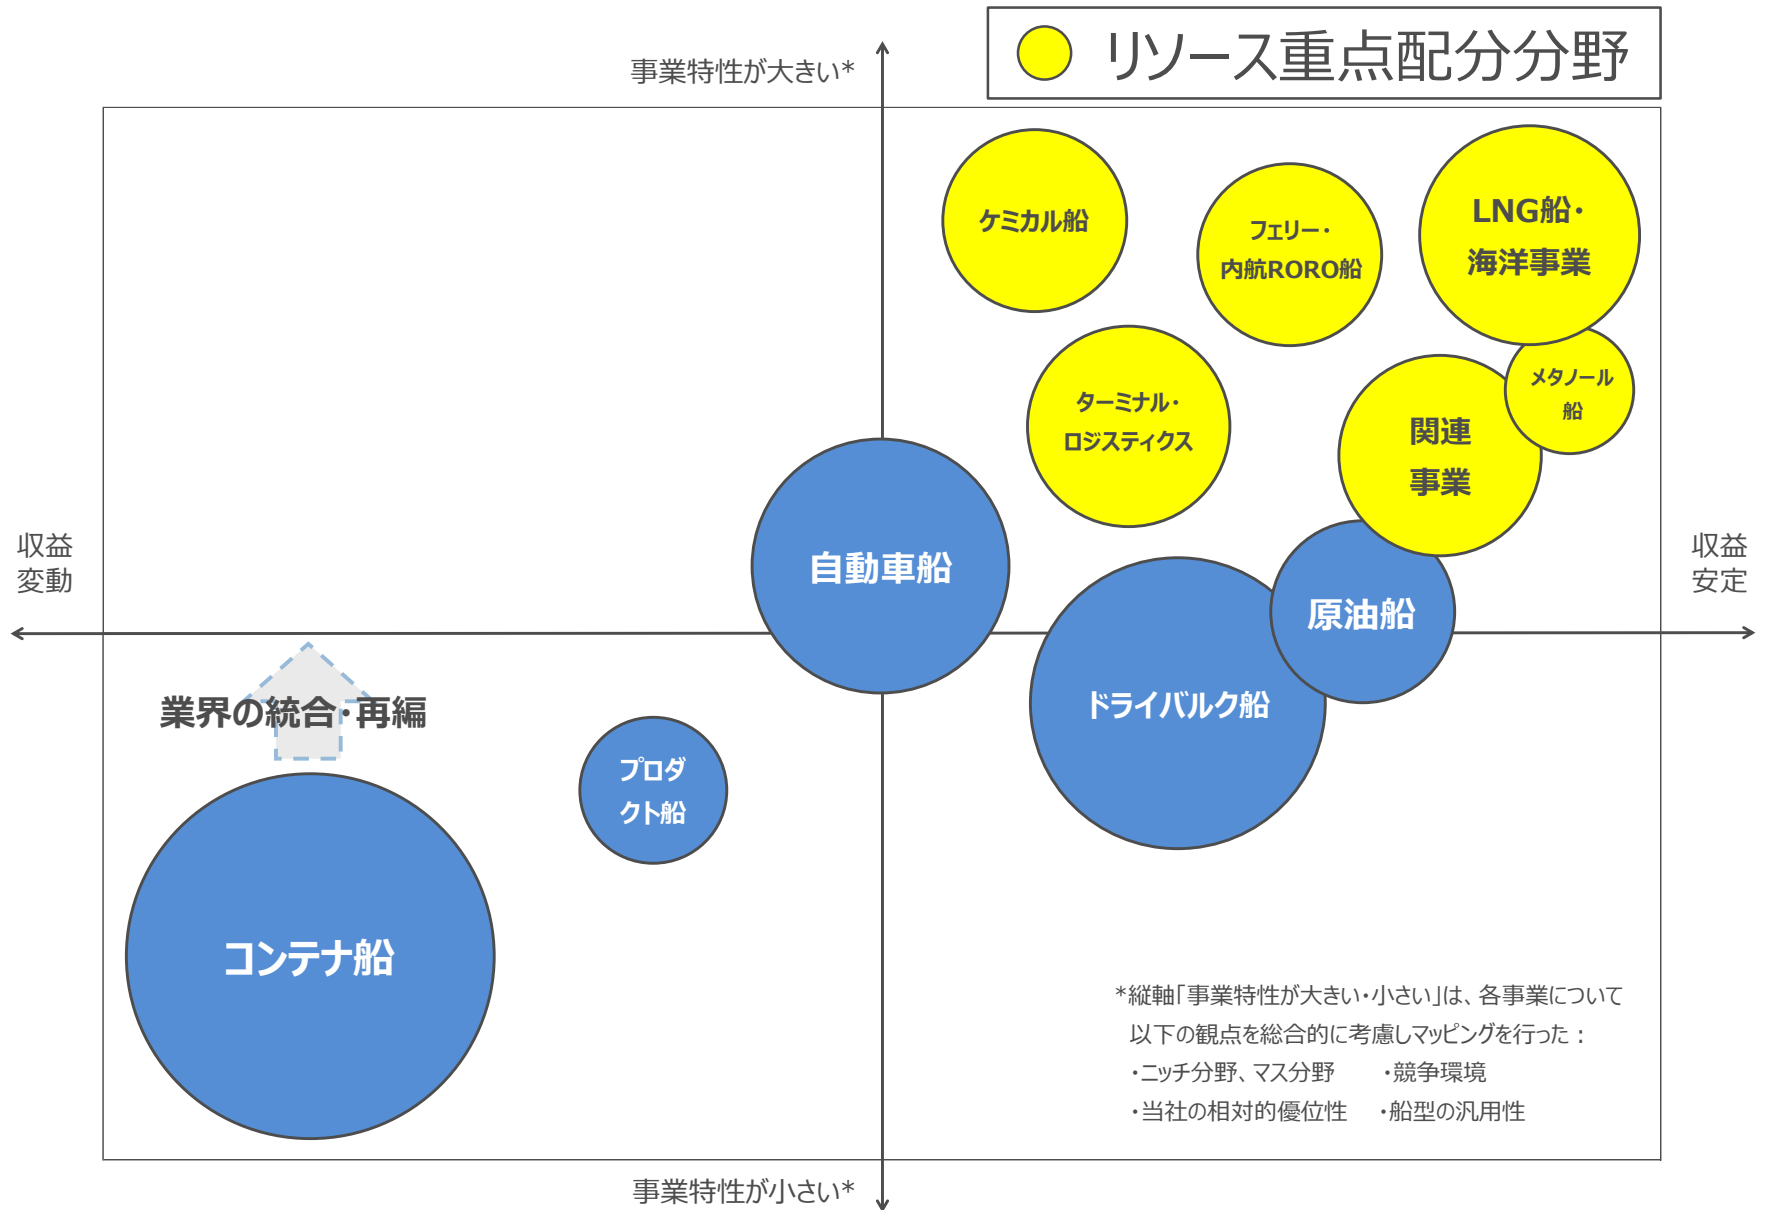 リソース重点配分分野
事業特性が大きい*
ケミカル船
フェリー・
内航RORO船
LNG船・
海洋事業
メタノール
船
ターミナル・
ロジスティクス
関連
事業
自動車船
原油船
収益
変動
収益
安定
ドライバルク船
業界の統合・再編
プロダ
クト船
コンテナ船
*縦軸「事業特性が大きい・小さい」は、各事業について
以下の観点を総合的に考慮しマッピングを行った：
・ニッチ分野、マス分野　・競争環境
・当社の相対的優位性　・船型の汎用性
事業特性が小さい*